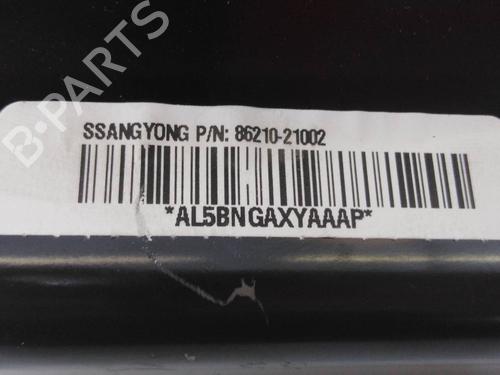 B-PARTS
SSANGYONG P/N: 86210-21002
*AL5BNGAXYAAAP*